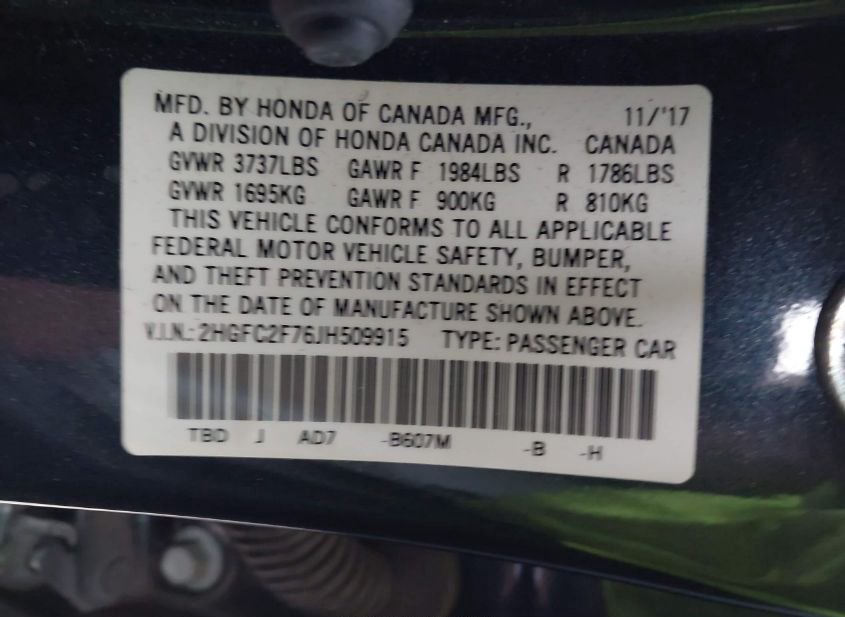 MFD. BY HONDA OF CANADA MFG., 11/'17
A DIVISION OF HONDA CANADA INC. CANADA
GVWR 3737LBS GAWR F 1984LBS R 1786LBS
GVWR 1695KG GAWR F 900KG R 810KG
THIS VEHICLE CONFORMS TO ALL APPLICABLE
FEDERAL MOTOR VEHICLE SAFETY, BUMPER,
AND THEFT PREVENTION STANDARDS IN EFFECT
ON THE DATE OF MANUFACTURE SHOWN ABOVE.
V.I.N.: 2HGFC2F76JH509915 TYPE: PASSENGER CAR
TBD J AD7 -B607M -B -H